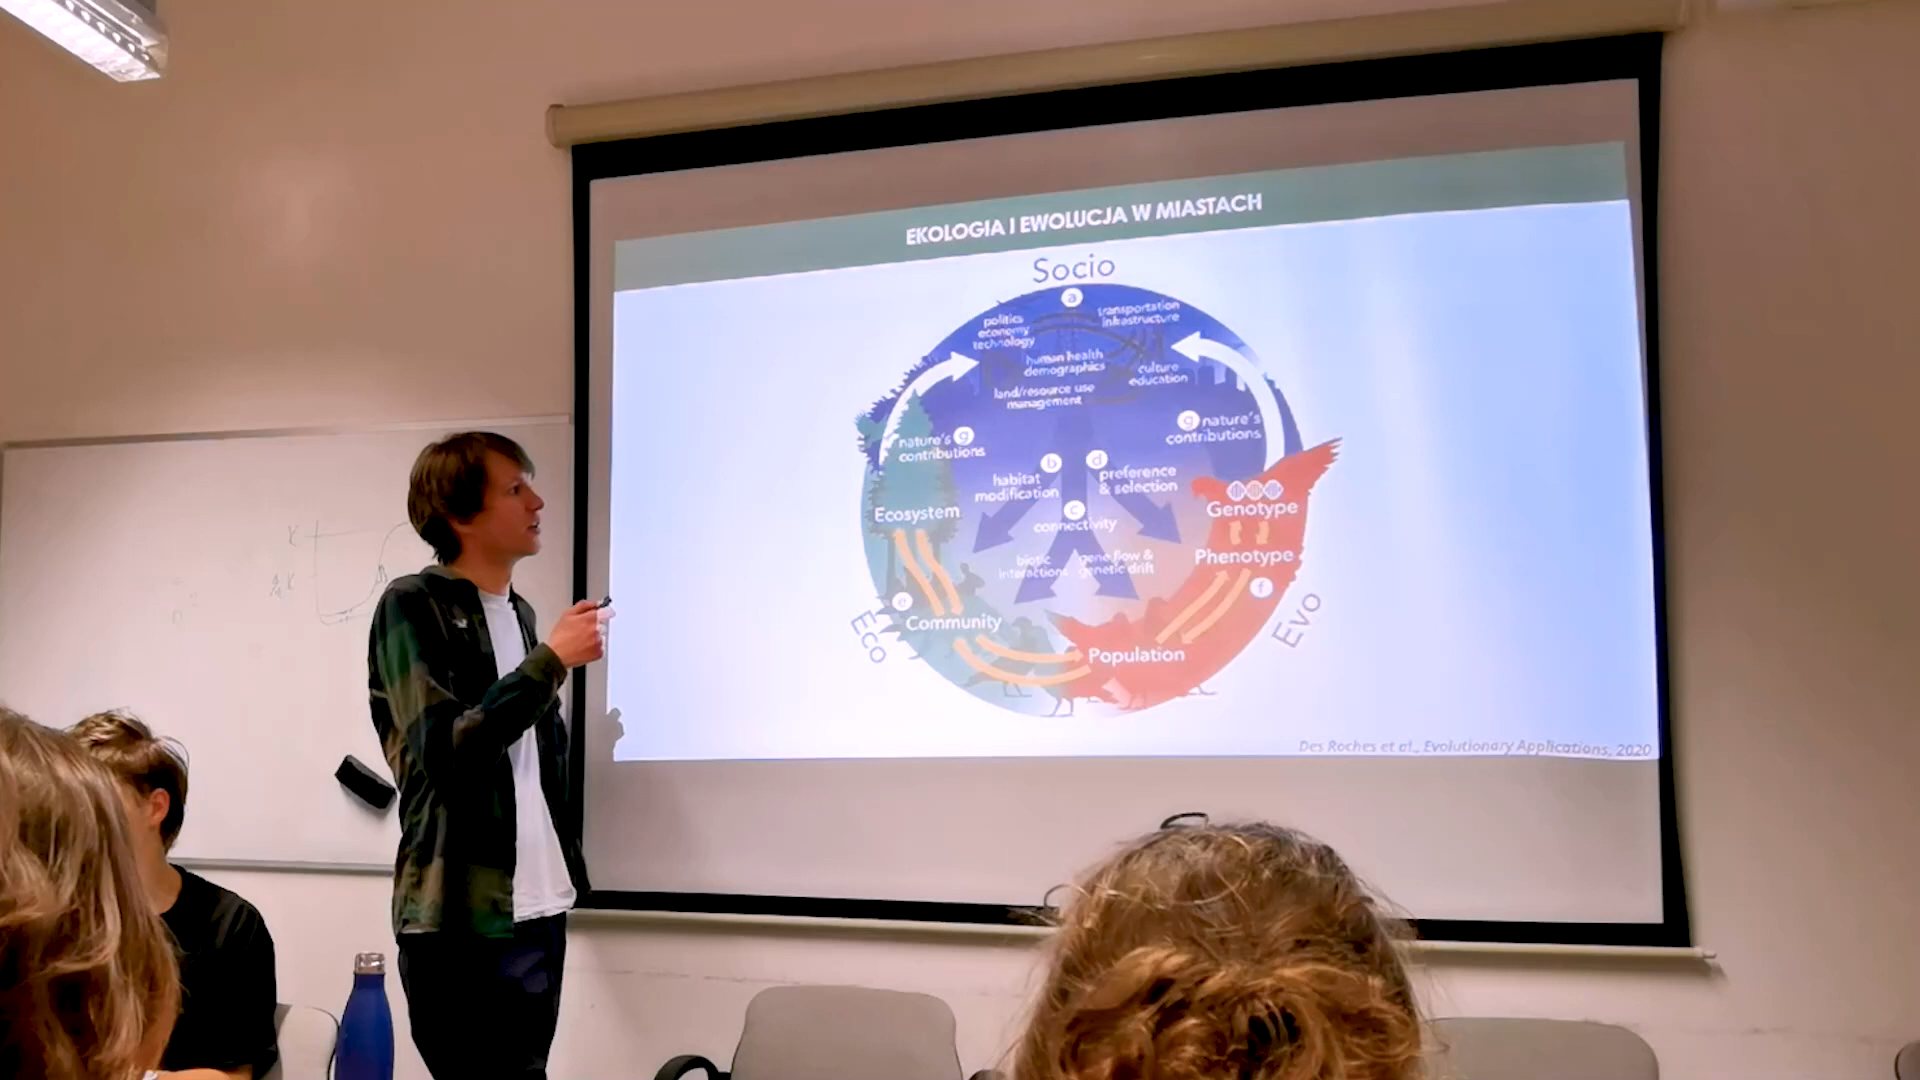 EKOLOGIA I EWOLUCJA W MIASTACH
Socio
a
politics
economy
technology
transportation
infrastructure
human health
demographics
culture
education
land/resource use
management
nature's g
contributions
g nature's
contributions
b
habitat
modification
d
preference
& selection
c
connectivity
biotic
interactions
gene flow &
genetic drift
Ecosystem
Genotype
Phenotype
f
e
Community
Population
Eco
Evo
Des Roches et al., Evolutionary Applications, 2020
K